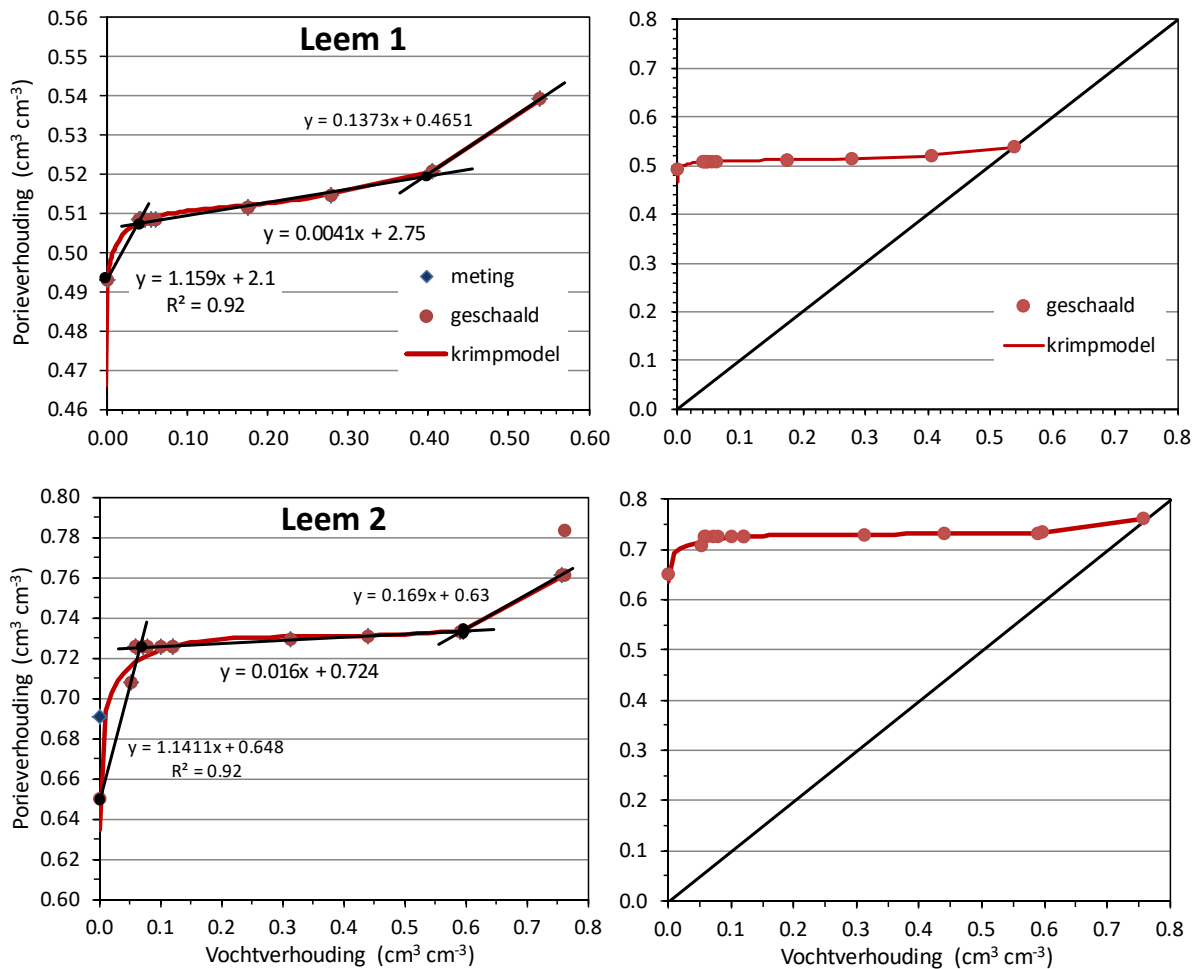 Leem 1
Porieverhouding (cm³ cm⁻³)
0.56
0.55
0.54
0.53
0.52
0.51
0.50
0.49
0.48
0.47
0.46
y = 0.1373x + 0.4651
y = 0.0041x + 2.75
y = 1.159x + 2.1
R² = 0.92
meting
geschaald
krimpmodel
0.00 0.10 0.20 0.30 0.40 0.50 0.60
0.8
0.7
0.6
0.5
0.4
0.3
0.2
0.1
0.0
geschaald
krimpmodel
0.0 0.1 0.2 0.3 0.4 0.5 0.6 0.7 0.8
Leem 2
Porieverhouding (cm³ cm⁻³)
0.80
0.78
0.76
0.74
0.72
0.70
0.68
0.66
0.64
0.62
0.60
y = 0.169x + 0.63
y = 0.016x + 0.724
y = 1.1411x + 0.648
R² = 0.92
0.0 0.1 0.2 0.3 0.4 0.5 0.6 0.7 0.8
Vochtverhouding (cm³ cm⁻³)
0.8
0.7
0.6
0.5
0.4
0.3
0.2
0.1
0.0
0.0 0.1 0.2 0.3 0.4 0.5 0.6 0.7 0.8
Vochtverhouding (cm³ cm⁻³)